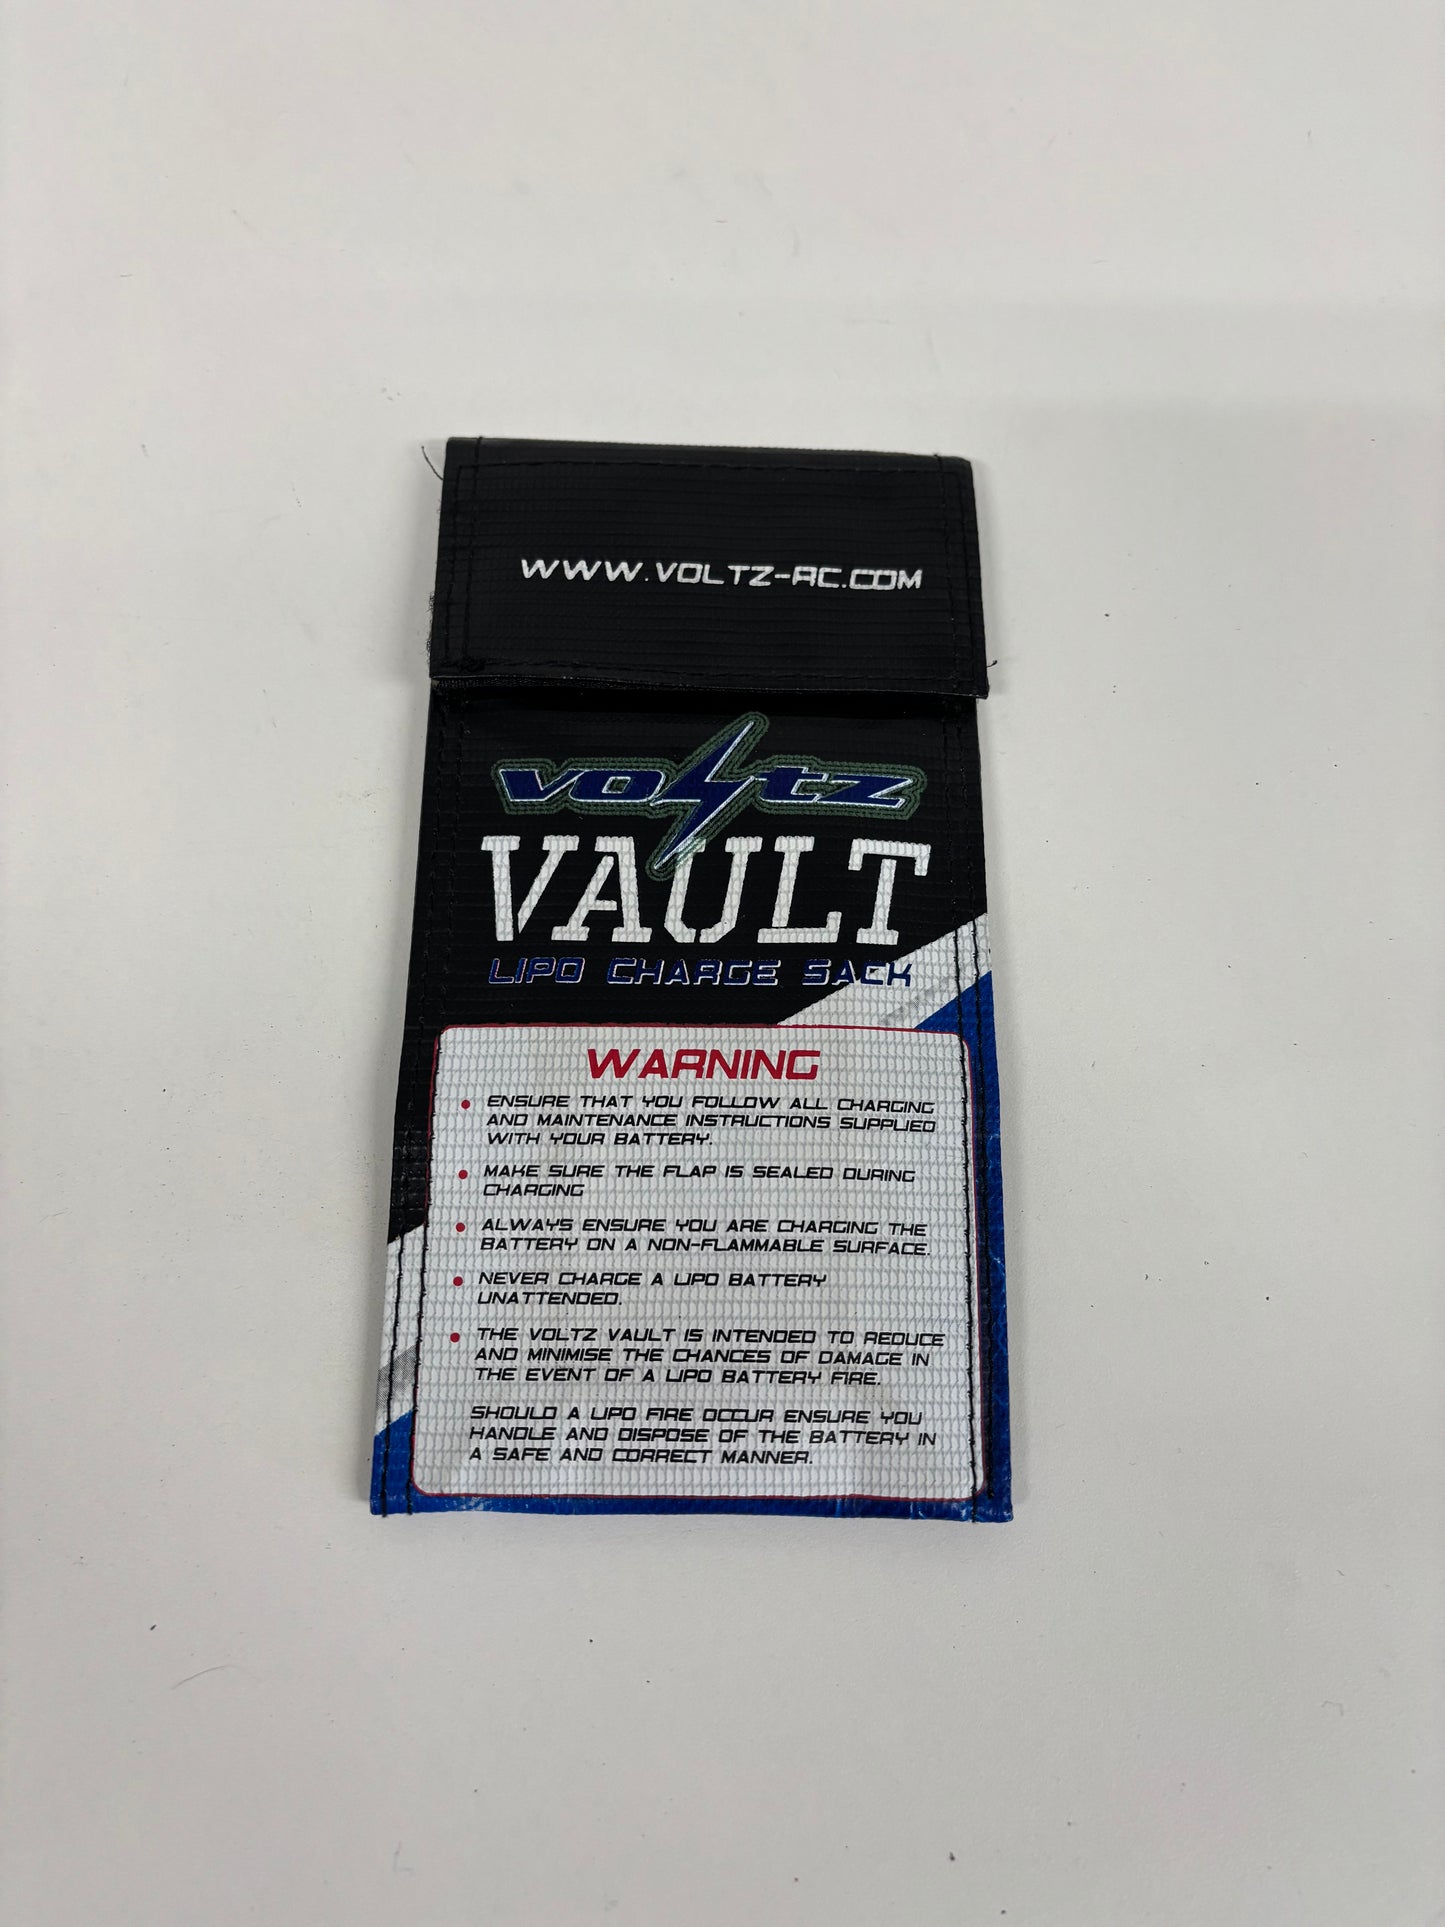 WWW.VOLTZ-RC.COM
voltz
VAULT
LIPO CHARGE SACK
WARNING
• ENSURE THAT YOU FOLLOW ALL CHARGING
AND MAINTENANCE INSTRUCTIONS SUPPLIED
WITH YOUR BATTERY.
• MAKE SURE THE FLAP IS SEALED DURING
CHARGING
• ALWAYS ENSURE YOU ARE CHARGING THE
BATTERY ON A NON-FLAMMABLE SURFACE.
• NEVER CHARGE A LIPO BATTERY
UNATTENDED.
• THE VOLTZ VAULT IS INTENDED TO REDUCE
AND MINIMISE THE CHANCES OF DAMAGE IN
THE EVENT OF A LIPO BATTERY FIRE.
SHOULD A LIPO FIRE OCCUR ENSURE YOU
HANDLE AND DISPOSE OF THE BATTERY IN
A SAFE AND CORRECT MANNER.